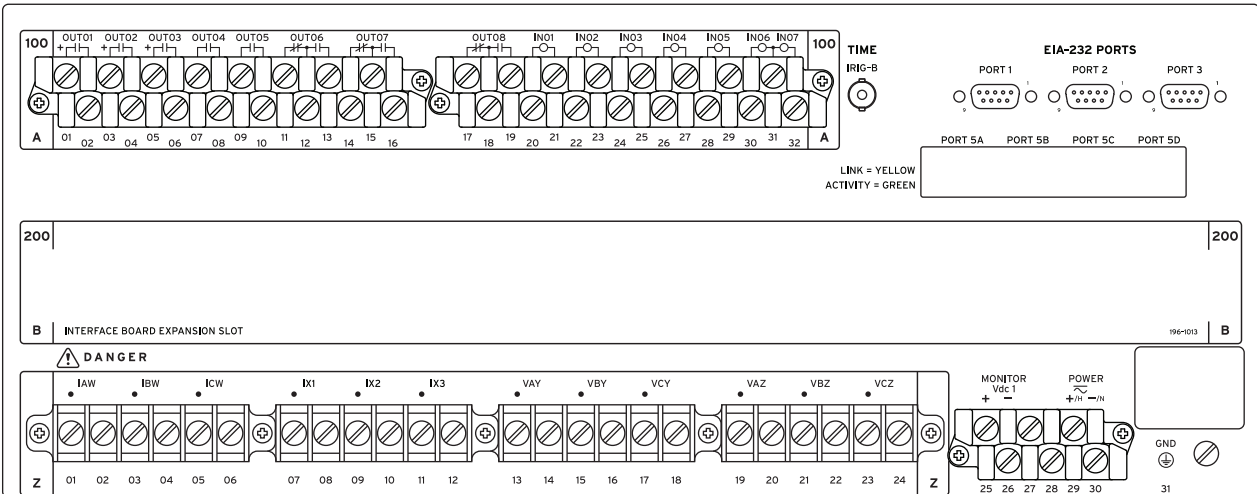 100 OUT01 OUT02 OUT03 OUT04 OUT05 OUT06 OUT07 OUT08 IN01 IN02 IN03 IN04 IN05 IN06 IN07 100
+ + +
A 01 02 03 04 05 06 07 08 09 10 11 12 13 14 15 16 17 18 19 20 21 22 23 24 25 26 27 28 29 30 31 32 A
TIME
IRIG-B
EIA-232 PORTS
PORT 1 PORT 2 PORT 3
1 1 1
9 9 9
PORT 5A PORT 5B PORT 5C PORT 5D
LINK = YELLOW
ACTIVITY = GREEN
200 200
B INTERFACE BOARD EXPANSION SLOT 196-1013 B
DANGER
IAW IBW ICW IX1 IX2 IX3 VAY VBY VCY VAZ VBZ VCZ
Z 01 02 03 04 05 06 07 08 09 10 11 12 13 14 15 16 17 18 19 20 21 22 23 24 Z
MONITOR
Vdc 1
+ −
POWER
+/H −/N
25 26 27 28 29 30
GND
31